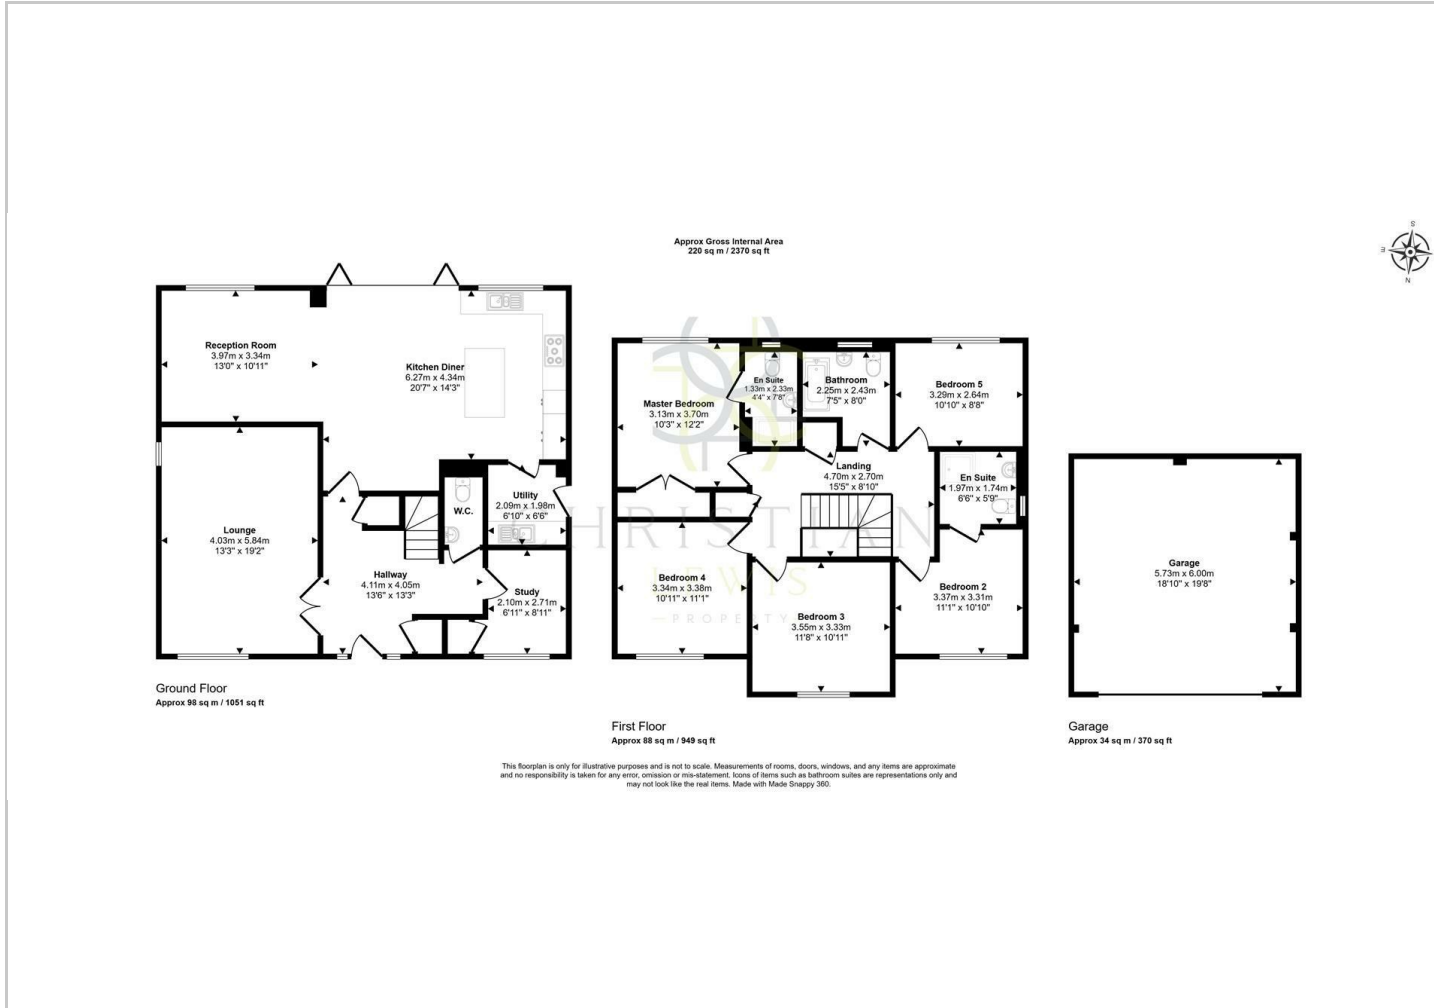 Approx Gross Internal Area
220 sq m / 2370 sq ft
S
E
N
Reception Room
3.97m x 3.34m
13'0" x 10'11"
Kitchen Diner
6.27m x 4.34m
20'7" x 14'3"
Lounge
4.03m x 5.84m
13'3" x 19'2"
W.C.
Utility
2.09m x 1.98m
6'10" x 6'6"
Hallway
4.11m x 4.05m
13'6" x 13'3"
Study
2.10m x 2.71m
6'11" x 8'11"
Ground Floor
Approx 98 sq m / 1051 sq ft
Master Bedroom
3.13m x 3.70m
10'3" x 12'2"
En Suite
1.33m x 2.33m
4'4" x 7'8"
Bathroom
2.25m x 2.43m
7'5" x 8'0"
Bedroom 5
3.29m x 2.64m
10'10" x 8'8"
Landing
4.70m x 2.70m
15'5" x 8'10"
En Suite
1.97m x 1.74m
6'6" x 5'9"
Bedroom 4
3.34m x 3.38m
10'11" x 11'1"
Bedroom 3
3.55m x 3.33m
11'8" x 10'11"
Bedroom 2
3.37m x 3.31m
11'1" x 10'10"
CHRISTIAN
LEWIS
PROPERTY
First Floor
Approx 88 sq m / 949 sq ft
Garage
5.73m x 6.00m
18'10" x 19'8"
Garage
Approx 34 sq m / 370 sq ft
This floorplan is only for illustrative purposes and is not to scale. Measurements of rooms, doors, windows, and any items are approximate
and no responsibility is taken for any error, omission or mis-statement. Icons of items such as bathroom suites are representations only and
may not look like the real items. Made with Made Snappy 360.